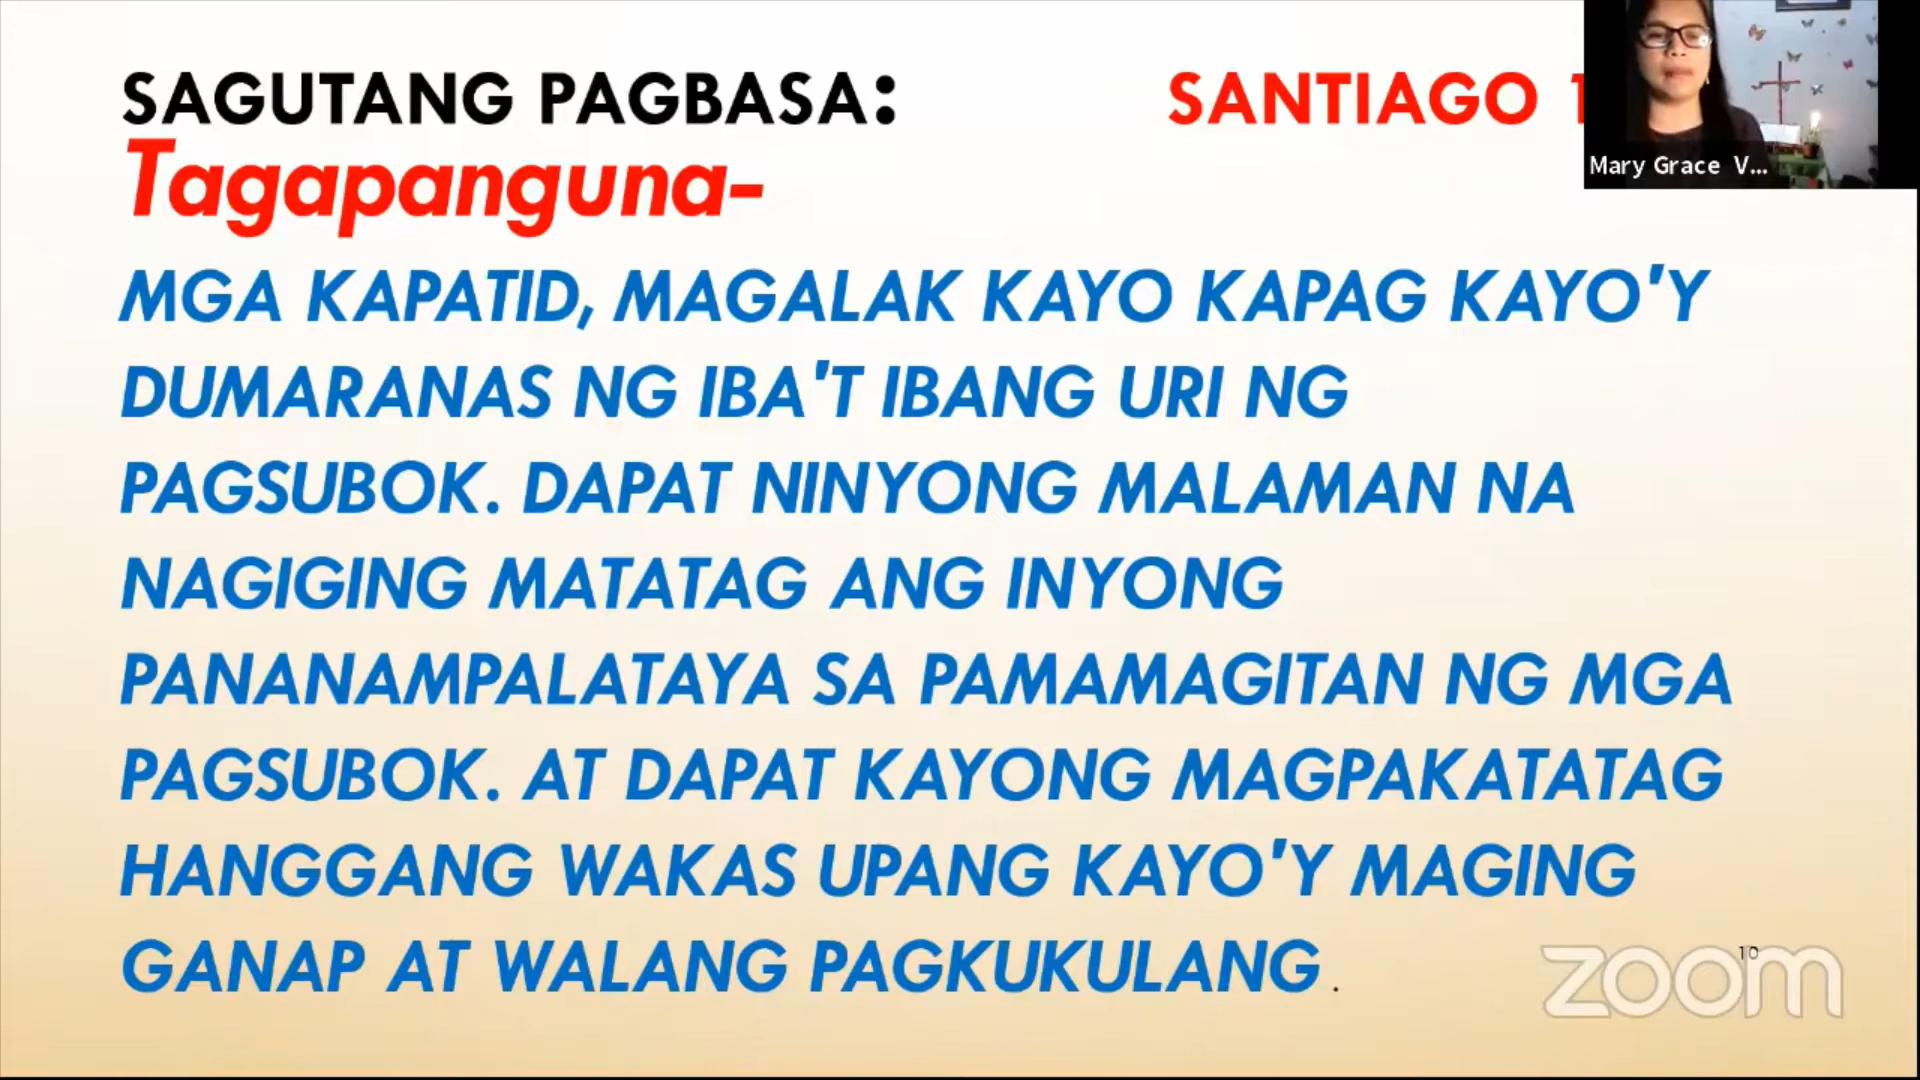 SAGUTANG PAGBASA: SANTIAGO 1
Tagapanguna-
MGA KAPATID, MAGALAK KAYO KAPAG KAYO'Y
DUMARANAS NG IBA'T IBANG URI NG
PAGSUBOK. DAPAT NINYONG MALAMAN NA
NAGIGING MATATAG ANG INYONG
PANANAMPALATAYA SA PAMAMAGITAN NG MGA
PAGSUBOK. AT DAPAT KAYONG MAGPAKATATAG
HANGGANG WAKAS UPANG KAYO'Y MAGING
GANAP AT WALANG PAGKUKULANG.
Mary Grace V...
10
zoom